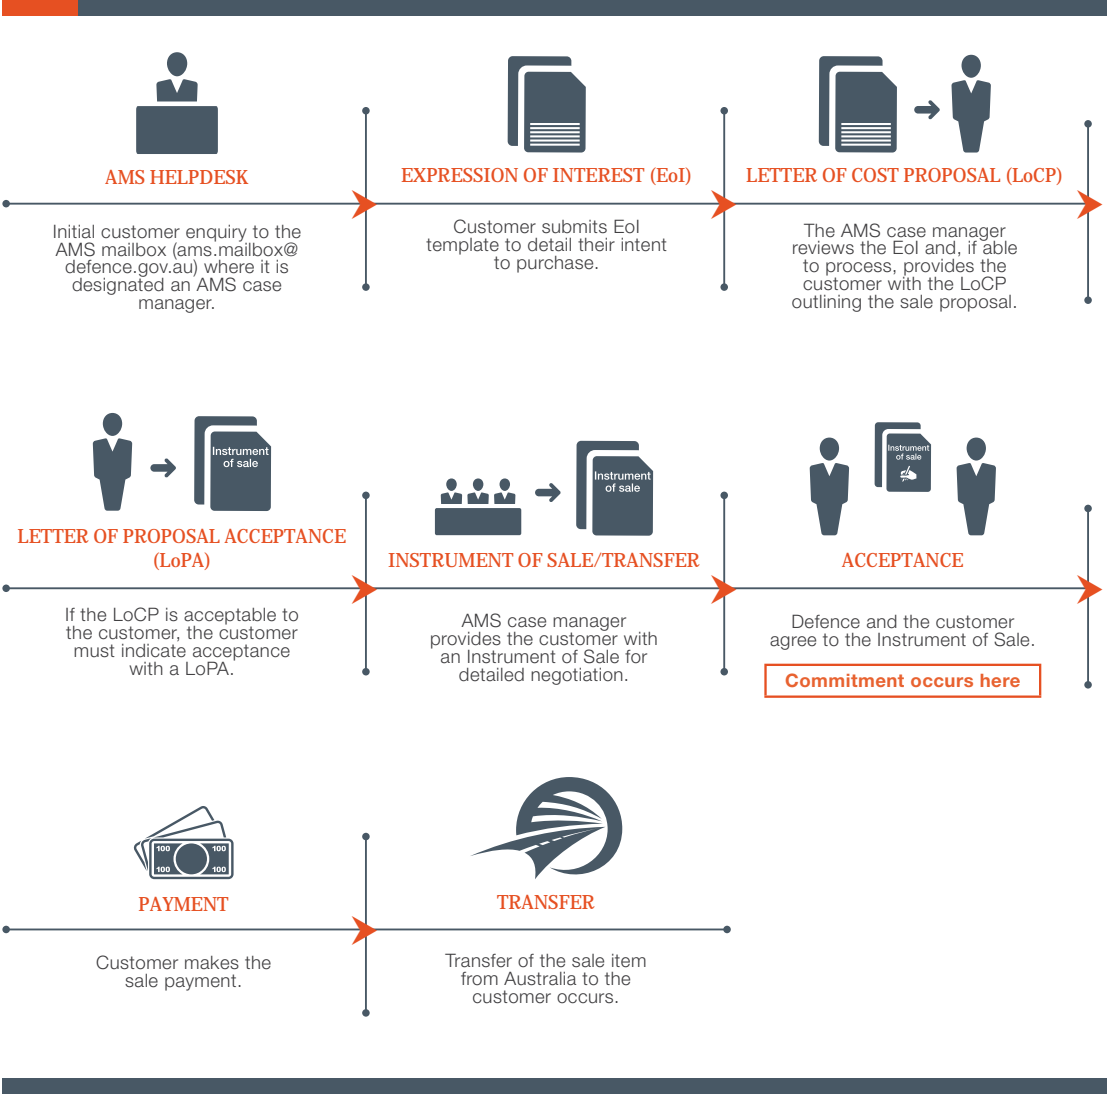 AMS HELPDESK
Initial customer enquiry to the
AMS mailbox (ams.mailbox@
defence.gov.au) where it is
designated an AMS case
manager.
EXPRESSION OF INTEREST (EoI)
Customer submits EoI
template to detail their intent
to purchase.
LETTER OF COST PROPOSAL (LoCP)
The AMS case manager
reviews the EoI and, if able
to process, provides the
customer with the LoCP
outlining the sale proposal.
Instrument
of sale
LETTER OF PROPOSAL ACCEPTANCE
(LoPA)
If the LoCP is acceptable to
the customer, the customer
must indicate acceptance
with a LoPA.
Instrument
of sale
INSTRUMENT OF SALE/TRANSFER
AMS case manager
provides the customer with
an Instrument of Sale for
detailed negotiation.
Instrument
of sale
ACCEPTANCE
Defence and the customer
agree to the Instrument of Sale.
Commitment occurs here
100 100
100 100
PAYMENT
Customer makes the
sale payment.
TRANSFER
Transfer of the sale item
from Australia to the
customer occurs.